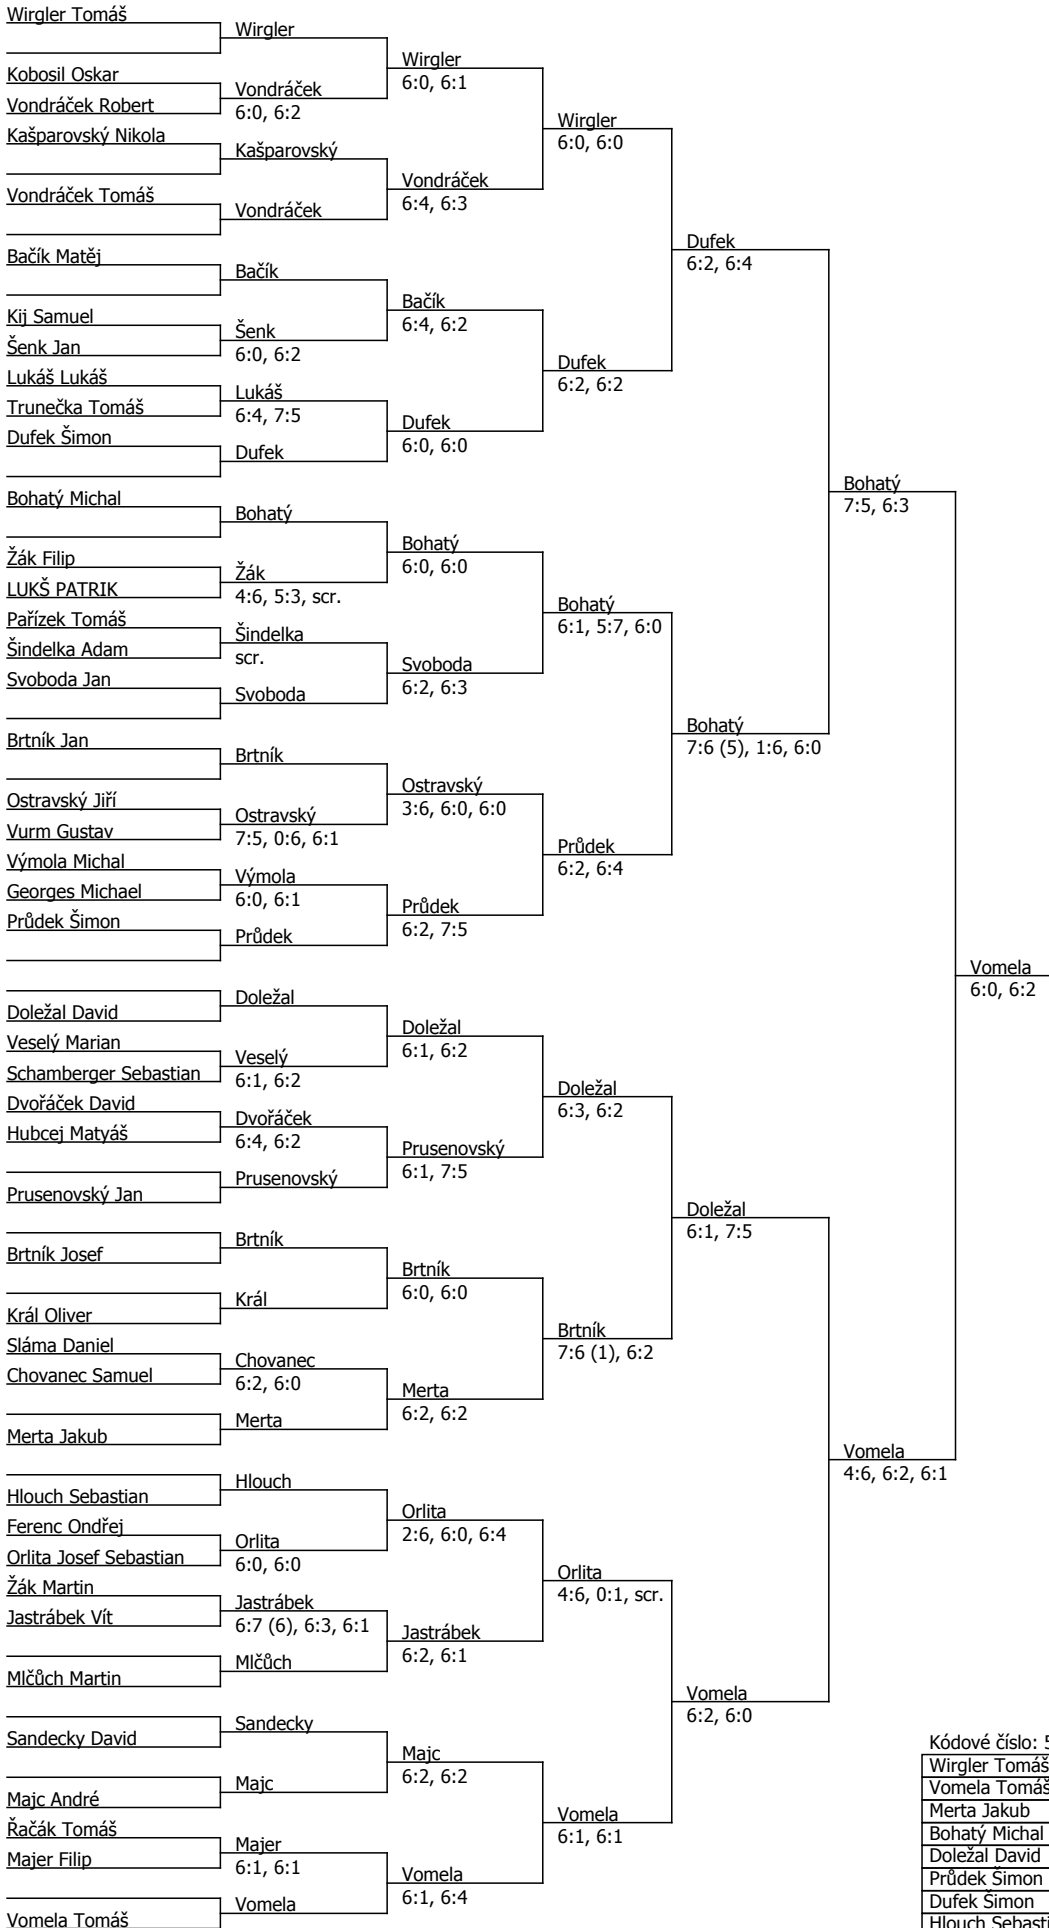 Wirgler Tomáš
Kobosil Oskar
Vondráček Robert
Kašparovský Nikola
Vondráček Tomáš
Bačík Matěj
Kij Samuel
Šenk Jan
Lukáš Lukáš
Trunečka Tomáš
Dufek Šimon
Bohatý Michal
Žák Filip
LUKŠ PATRIK
Pařízek Tomáš
Šindelka Adam
Svoboda Jan
Brtník Jan
Ostravský Jiří
Vurm Gustav
Výmola Michal
Georges Michael
Průdek Šimon
Doležal David
Veselý Marian
Schamberger Sebastian
Dvořáček David
Hubcej Matyáš
Prusenovský Jan
Brtník Josef
Král Oliver
Sláma Daniel
Chovanec Samuel
Merta Jakub
Hlouch Sebastian
Ferenc Ondřej
Orlita Josef Sebastian
Žák Martin
Jastrábek Vít
Mlčůch Martin
Sandecky David
Majc André
Řačák Tomáš
Majer Filip
Vomela Tomáš
Wirgler
Vondráček
6:0, 6:2
Kašparovský
Vondráček
Bačík
Šenk
6:0, 6:2
Lukáš
6:4, 7:5
Dufek
Bohatý
Žák
4:6, 5:3, scr.
Šindelka
scr.
Svoboda
Brtník
Ostravský
7:5, 0:6, 6:1
Výmola
6:0, 6:1
Průdek
Doležal
Veselý
6:1, 6:2
Dvořáček
6:4, 6:2
Prusenovský
Brtník
Král
Chovanec
6:2, 6:0
Merta
Hlouch
Orlita
6:0, 6:0
Jastrábek
6:7 (6), 6:3, 6:1
Mlčůch
Sandecky
Majc
Majer
6:1, 6:1
Vomela
Wirgler
6:0, 6:1
Vondráček
6:4, 6:3
Bačík
6:4, 6:2
Dufek
6:0, 6:0
Bohatý
6:0, 6:0
Svoboda
6:2, 6:3
Ostravský
3:6, 6:0, 6:0
Průdek
6:2, 7:5
Doležal
6:1, 6:2
Prusenovský
6:1, 7:5
Brtník
6:0, 6:0
Merta
6:2, 6:2
Orlita
2:6, 6:0, 6:4
Jastrábek
6:2, 6:1
Majc
6:2, 6:2
Vomela
6:1, 6:4
Wirgler
6:0, 6:0
Dufek
6:2, 6:2
Bohatý
6:1, 5:7, 6:0
Průdek
6:2, 6:4
Doležal
6:3, 6:2
Brtník
7:6 (1), 6:2
Orlita
4:6, 0:1, scr.
Vomela
6:1, 6:1
Dufek
6:2, 6:4
Bohatý
7:6 (5), 1:6, 6:0
Doležal
6:1, 7:5
Vomela
6:2, 6:0
Bohatý
7:5, 6:3
Vomela
4:6, 6:2, 6:1
Vomela
6:0, 6:2
Kódové číslo: 5
Wirgler Tomáš
Vomela Tomáš
Merta Jakub
Bohatý Michal
Doležal David
Průdek Šimon
Dufek Šimon
Hlouch Sebasti